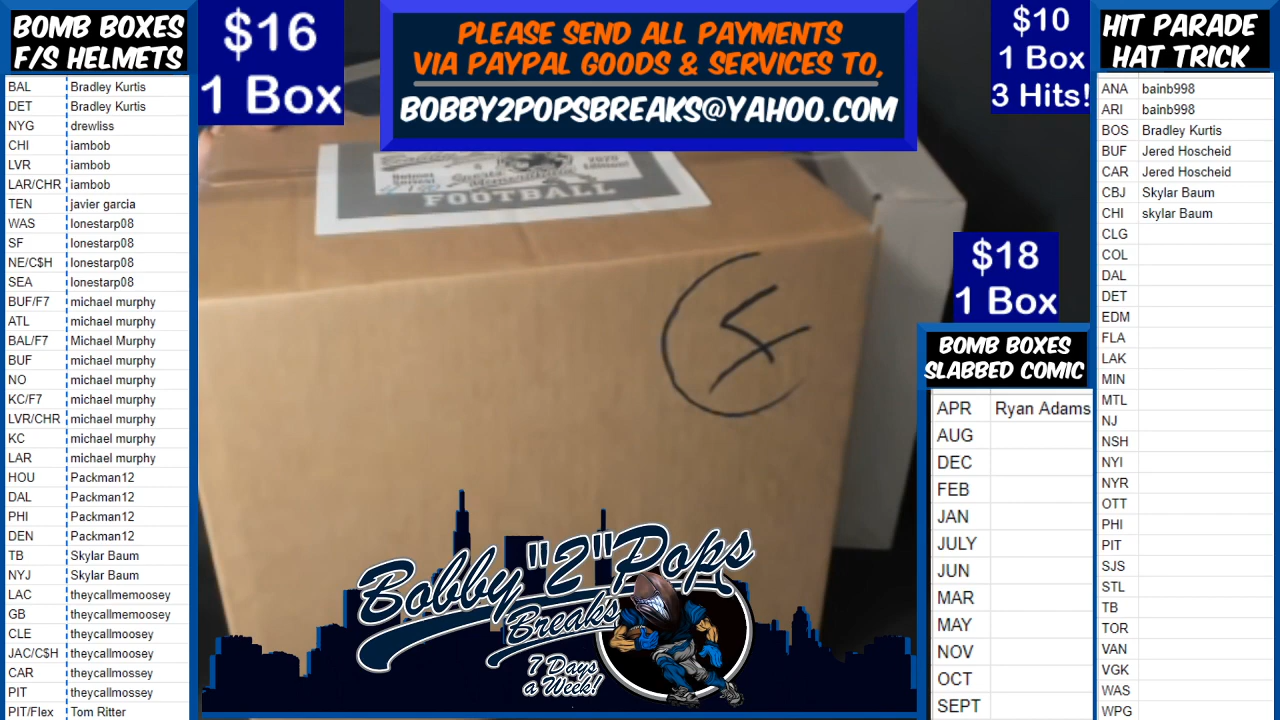 BOMB BOXES
F/S HELMETS
BAL Bradley Kurtis
DET Bradley Kurtis
NYG drewliss
CHI iambob
LVR iambob
LAR/CHR iambob
TEN javier garcia
WAS lonestarp08
SF lonestarp08
NE/C$H lonestarp08
SEA lonestarp08
BUF/F7 michael murphy
ATL michael murphy
BAL/F7 Michael Murphy
BUF michael murphy
NO michael murphy
KC/F7 michael murphy
LVR/CHR michael murphy
KC michael murphy
LAR michael murphy
HOU Packman12
DAL Packman12
PHI Packman12
DEN Packman12
TB Skylar Baum
NYJ Skylar Baum
LAC theycallmemoosey
GB theycallmemoosey
CLE theycallmoosey
JAC/C$H theycallmoosey
CAR theycallmossey
PIT theycallmossey
PIT/Flex Tom Ritter
$16
1 Box
PLEASE SEND ALL PAYMENTS
VIA PAYPAL GOODS & SERVICES TO,
BOBBY2POPSBREAKS@YAHOO.COM
FOOTBALL
Bobby "2" Pops
Breaks
7 Days
a Week!
$10
1 Box
3 Hits!
$18
1 Box
BOMB BOXES
SLABBED COMIC
APR Ryan Adams
AUG
DEC
FEB
JAN
JULY
JUN
MAR
MAY
NOV
OCT
SEPT
HIT PARADE
HAT TRICK
ANA bainb998
ARI bainb998
BOS Bradley Kurtis
BUF Jered Hoscheid
CAR Jered Hoscheid
CBJ Skylar Baum
CHI skylar Baum
CLG
COL
DAL
DET
EDM
FLA
LAK
MIN
MTL
NJ
NSH
NYI
NYR
OTT
PHI
PIT
SJS
STL
TB
TOR
VAN
VGK
WAS
WPG